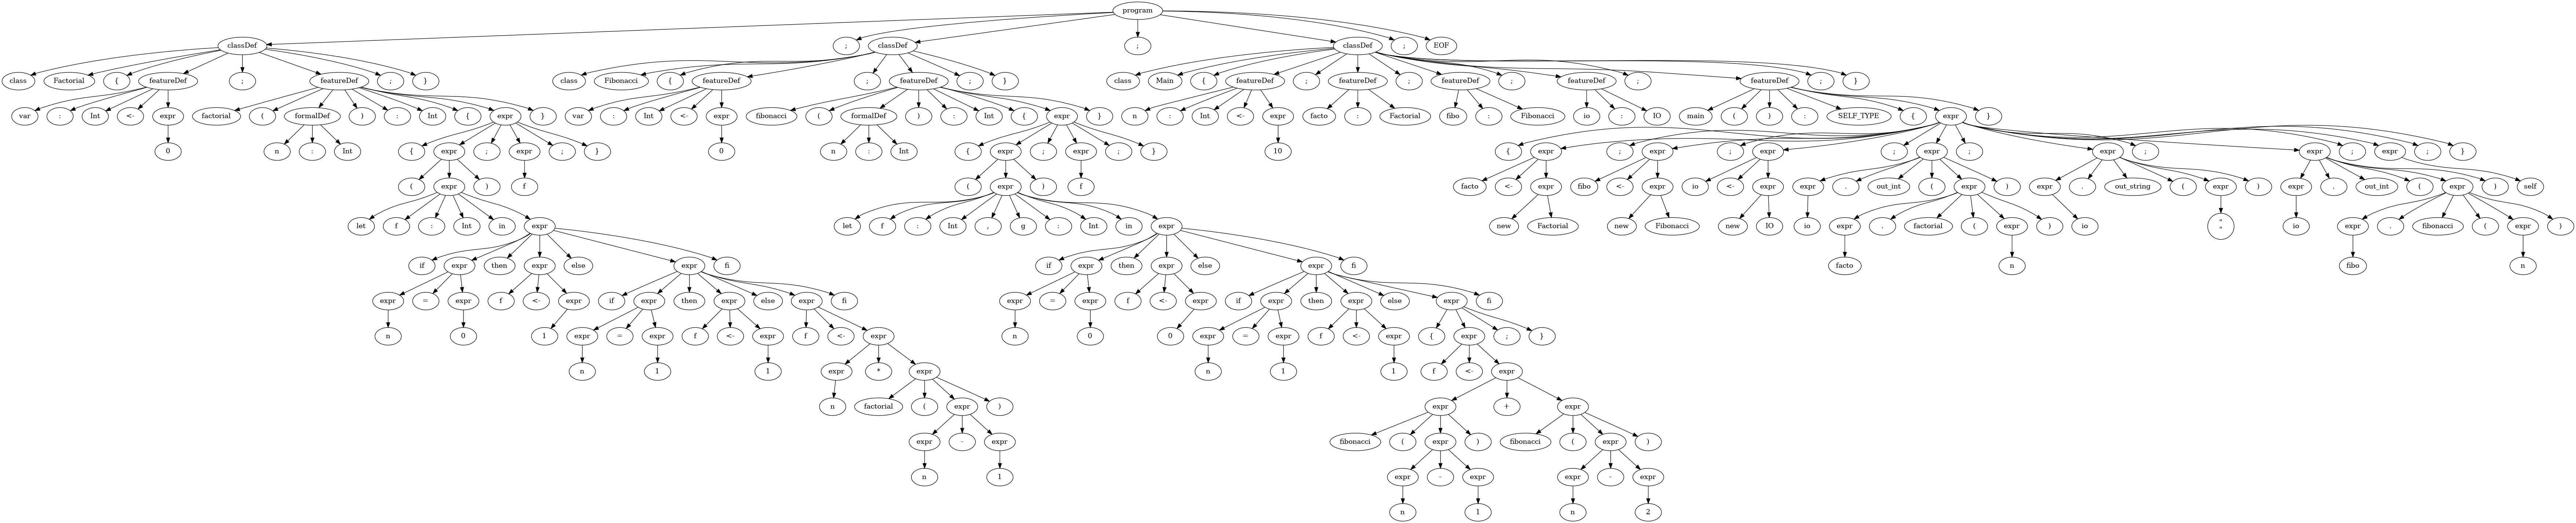 program
classDef ; classDef ; classDef ; EOF
class Factorial { featureDef ; featureDef ; } class Fibonacci { featureDef ; featureDef ; } class Main { featureDef ; featureDef ; featureDef ; featureDef ; featureDef ; }
var : Int <- expr factorial ( formalDef ) : Int { expr } var : Int <- expr fibonacci ( formalDef ) : Int { expr } n : Int <- expr facto : Factorial fibo : Fibonacci io : IO main ( ) : SELF_TYPE { expr }
0 n : Int { expr ; expr ; } 0 n : Int { expr ; expr ; } 10 { expr ; expr ; expr ; expr ; expr ; expr ; expr ; }
( expr ) f ( expr ) f facto <- expr fibo <- expr io <- expr expr . out_int ( expr ) expr . out_string ( expr ) expr . out_int ( expr ) self
let f : Int in expr let f : Int , g : Int in expr new Factorial new Fibonacci new IO io expr . factorial ( expr ) io "
" io expr . fibonacci ( expr )
if expr then expr else expr fi if expr then expr else expr fi facto n fibo n
expr = expr f <- expr if expr then expr else expr fi expr = expr f <- expr if expr then expr else expr fi
n 0 1 expr = expr f <- expr f <- expr n 0 0 expr = expr f <- expr { expr ; }
n 1 1 expr * expr n 1 1 f <- expr
n factorial ( expr ) expr + expr
expr - expr fibonacci ( expr ) fibonacci ( expr )
n 1 expr - expr expr - expr
n 1 n 2